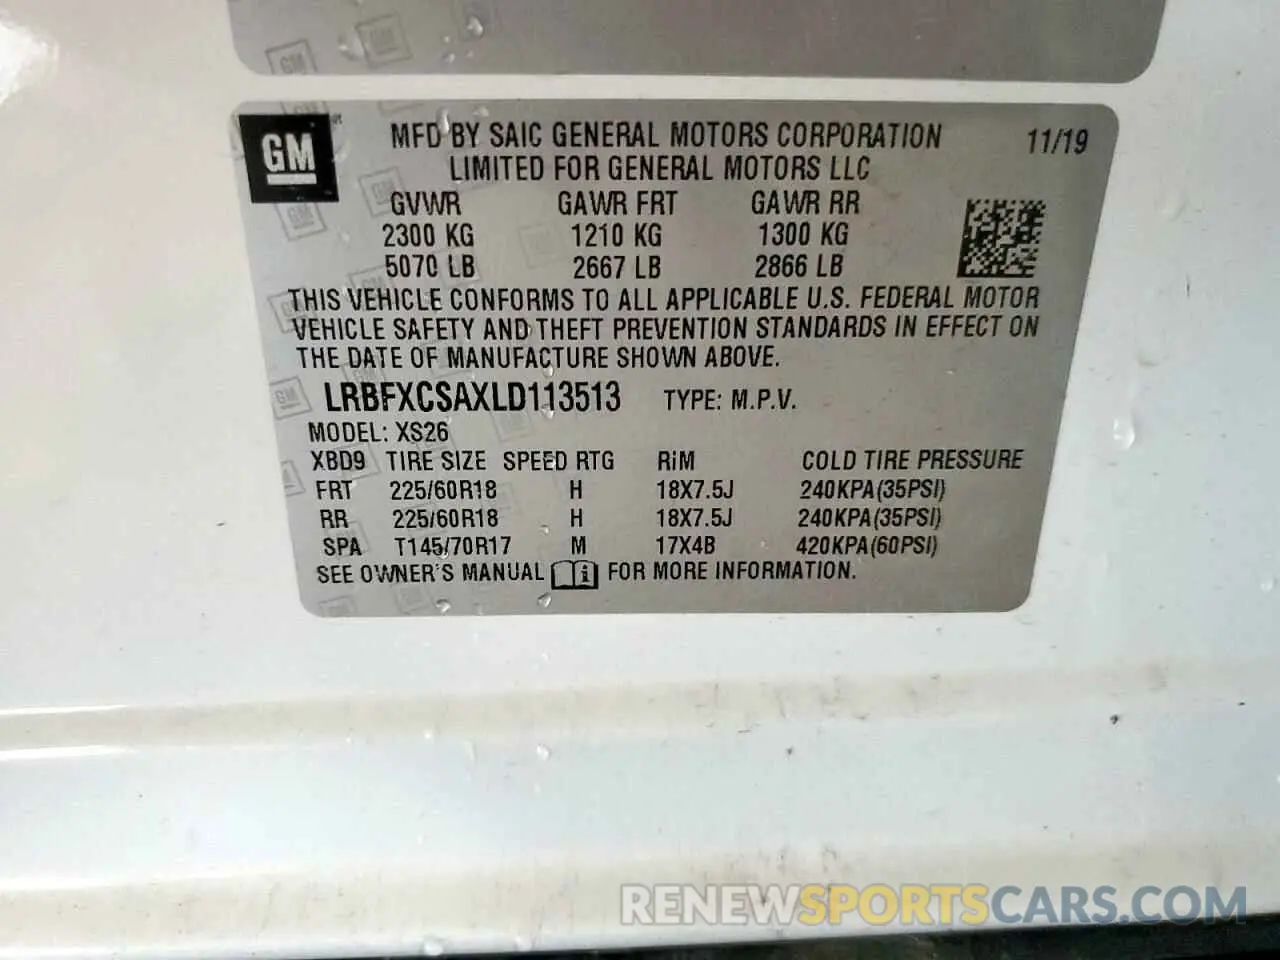 GM
MFD BY SAIC GENERAL MOTORS CORPORATION 11/19
LIMITED FOR GENERAL MOTORS LLC
GVWR GAWR FRT GAWR RR
2300 KG 1210 KG 1300 KG
5070 LB 2667 LB 2866 LB
THIS VEHICLE CONFORMS TO ALL APPLICABLE U.S. FEDERAL MOTOR
VEHICLE SAFETY AND THEFT PREVENTION STANDARDS IN EFFECT ON
THE DATE OF MANUFACTURE SHOWN ABOVE.
LRBFXCSAXLD113513 TYPE: M.P.V.
MODEL: XS26
XBD9 TIRE SIZE SPEED RTG RiM COLD TIRE PRESSURE
FRT 225/60R18 H 18X7.5J 240KPA(35PSI)
RR 225/60R18 H 18X7.5J 240KPA(35PSI)
SPA T145/70R17 M 17X4B 420KPA(60PSI)
SEE OWNER'S MANUAL i FOR MORE INFORMATION.
RENEWSPORTSCARS.COM